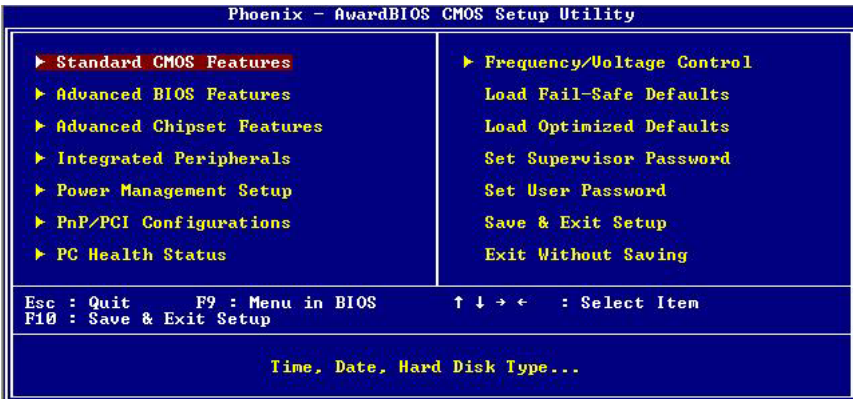 Phoenix - AwardBIOS CMOS Setup Utility
Standard CMOS Features
Advanced BIOS Features
Advanced Chipset Features
Integrated Peripherals
Power Management Setup
PnP/PCI Configurations
PC Health Status
Frequency/Voltage Control
Load Fail-Safe Defaults
Load Optimized Defaults
Set Supervisor Password
Set User Password
Save & Exit Setup
Exit Without Saving
Esc : Quit F9 : Menu in BIOS ↑ ↓ → ← : Select Item
F10 : Save & Exit Setup
Time, Date, Hard Disk Type...